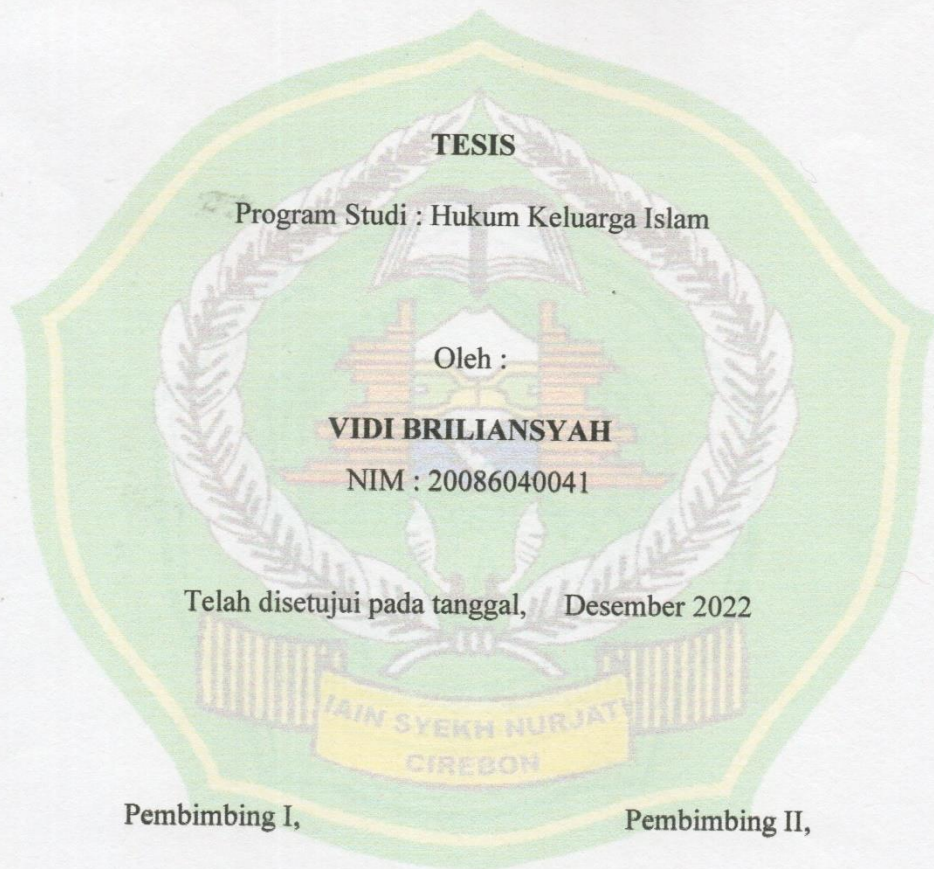 TESIS
Program Studi : Hukum Keluarga Islam
Oleh :
VIDI BRILIANSYAH
NIM : 20086040041
Telah disetujui pada tanggal, Desember 2022
IAIN SYEKH NURJATI
CIREBON
Pembimbing I, Pembimbing II,